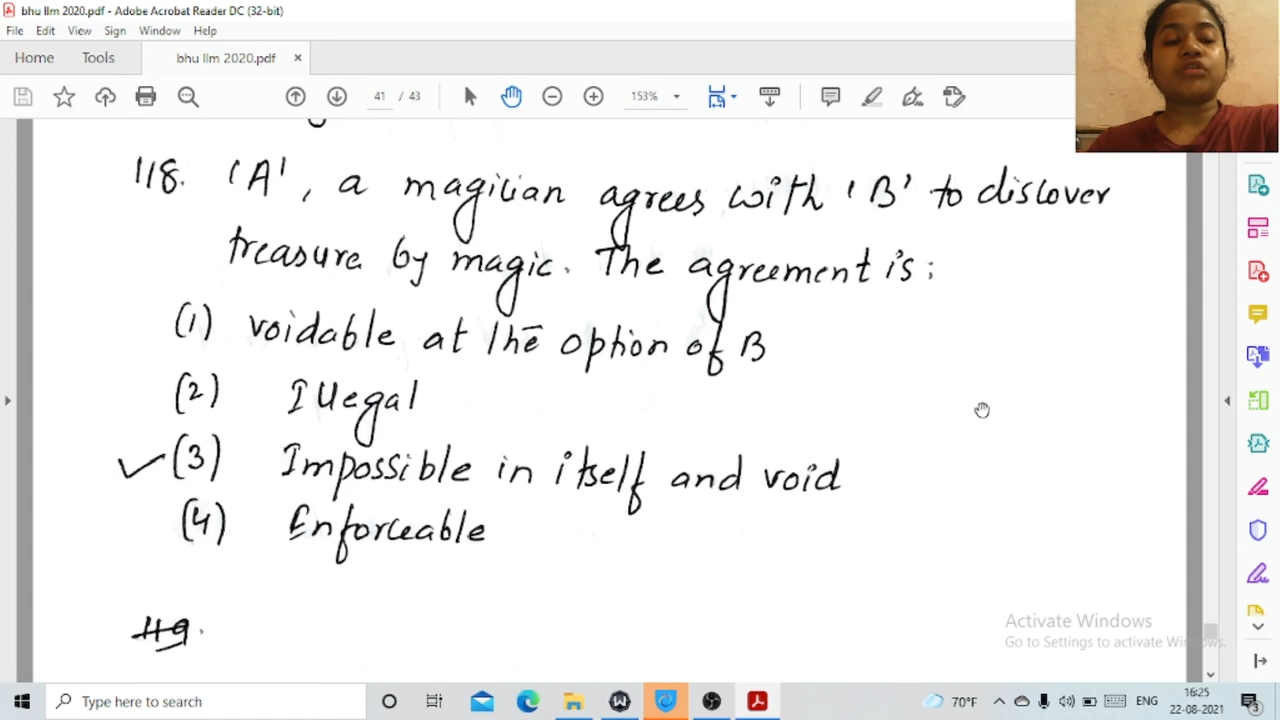 bhu llm 2020.pdf - Adobe Acrobat Reader DC (32-bit)
File Edit View Sign Window Help
Home Tools bhu llm 2020.pdf ×
41 / 43 153%
118. 'A', a magician agrees with 'B' to discover
treasure by magic. The agreement is:
(1) voidable at the option of B
(2) Illegal
(3) Impossible in itself and void
(4) Enforceable
119.
Activate Windows
Go to Settings to activate Windows.
Type here to search
70°F ENG 16:25
22-08-2021 3